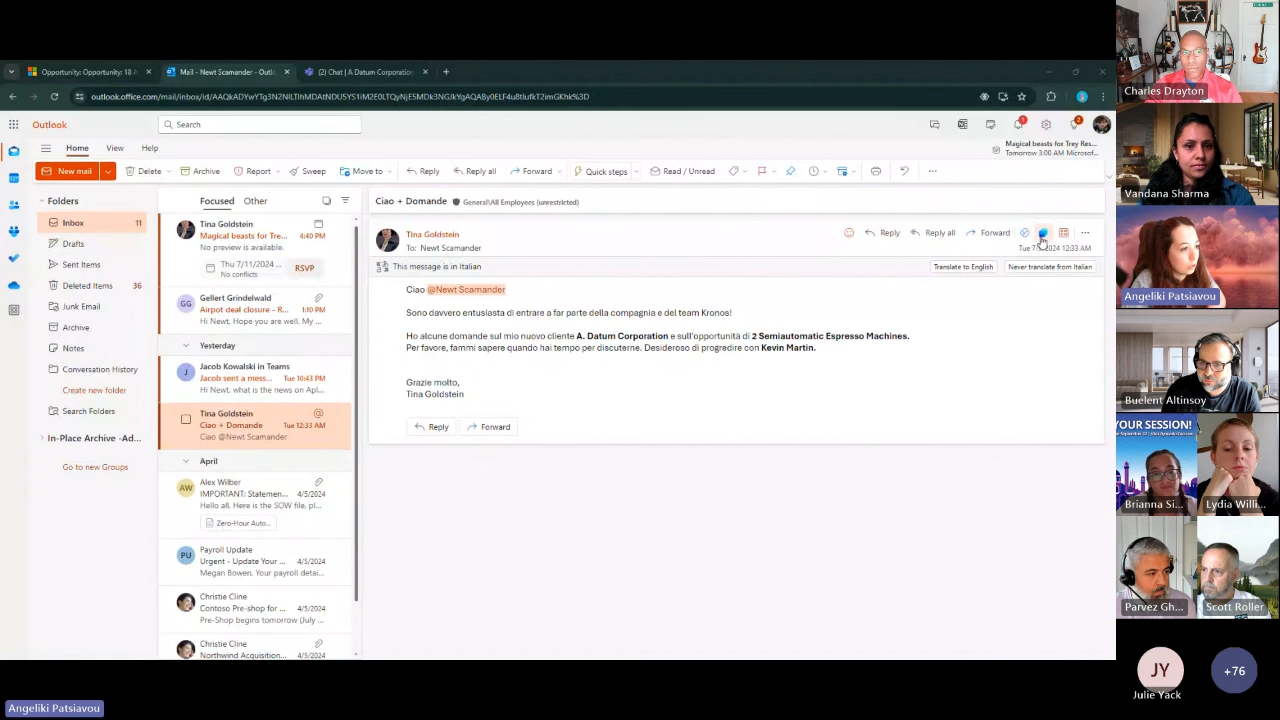 Opportunity: Opportunity: 18 A
Mail - Newt Scamander - Outlo
(2) Chat | A Datum Corporation
Outlook
Search
Home
View
Help
Magical beasts for Trey Res...
Tomorrow 3:00 AM Microsof...
New mail
Delete
Archive
Report
Sweep
Move to
Reply
Reply all
Forward
Quick steps
Read / Unread
Folders
Inbox 11
Drafts
Sent Items
Deleted Items 36
Junk Email
Archive
Notes
Conversation History
Create new folder
Search Folders
In-Place Archive -Ad...
Go to new Groups
Focused
Other
Tina Goldstein
Magical beasts for Tre... 4:40 PM
No preview is available.
Thu 7/11/2024
No conflicts
RSVP
GG
Gellert Grindelwald
Airpot deal closure - R... 1:10 PM
Hi Newt, Hope you are well. My ...
Yesterday
J
Jacob Kowalski in Teams
Jacob sent a mess... Tue 10:43 PM
Hi Newt, what is the news on Apl...
Tina Goldstein
Ciao + Domande Tue 12:33 AM
Ciao @Newt Scamander
April
AW
Alex Wilber
IMPORTANT: Statemen... 4/5/2024
Hello all, Here is the SOW file, pl...
Zero-Hour Auto...
PU
Payroll Update
Urgent - Update Your ... 4/5/2024
Megan Bowen, Your payroll detai...
Christie Cline
Contoso Pre-shop for ... 4/5/2024
Pre-Shop begins tomorrow (July ...
Christie Cline
Northwind Acquisition... 4/5/2024
Ciao + Domande
General\All Employees (unrestricted)
Tina Goldstein
To: Newt Scamander
Reply
Reply all
Forward
2024 12:33 AM
This message is in Italian
Translate to English
Never translate from Italian
Ciao @Newt Scamander
Sono davvero entusiasta di entrare a far parte della compagnia e del team Kronos!
Ho alcune domande sul mio nuovo cliente A. Datum Corporation e sull'opportunità di 2 Semiautomatic Espresso Machines.
Per favore, fammi sapere quando hai tempo per discuterne. Desideroso di progredire con Kevin Martin.
Grazie molto,
Tina Goldstein
Reply
Forward
Charles Drayton
Vandana Sharma
Angeliki Patsiavou
Buelent Altinsoy
YOUR SESSION!
Brianna Si...
Lydia Willi...
Parvez Gh...
Scott Roller
JY
Julie Yack
+76
Angeliki Patsiavou